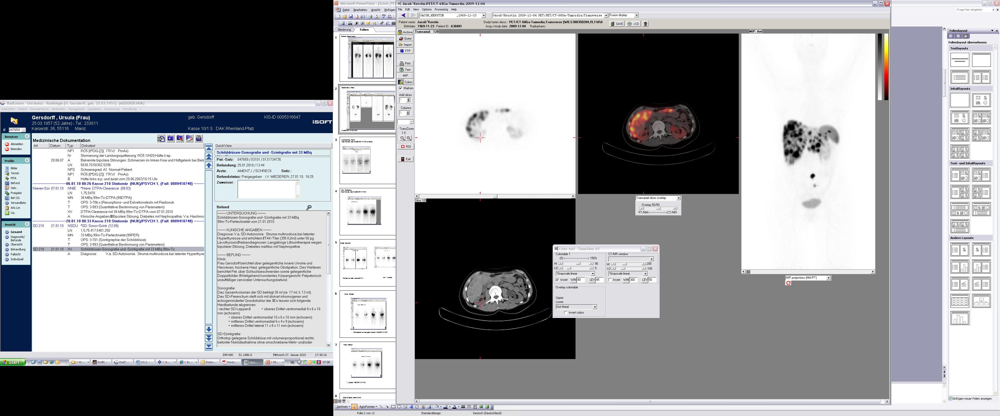 RadCentre - Uni Mainz - Radiologie [U. Gersdorff, geb. 25.03.1957] (MIEDERER:NUK)
RadCentre Patient Dokumentieren Bearbeiten Management Liquidation Auswertung Verwaltung ?
Gersdorff , Ursula (Frau)
geb. Gersdorff
KIS-ID 0005316647
25.03.1957 (52 Jahre) - Tel.: 233811
iSOFT
Kaiserstr. 36, 55116 Mainz
Kasse 10/1 S DAK Rheinland-Pfalz
# 047659 ...
Benutzer
Abmelden
Beenden
Profile
Bilder
Termin
MTA
Befund
Sekr.
Freigabe
Bef.ÜS.
Versandliste
Arb.Lst
Liq.
Ansicht
Gesamt
Diagnostik/
Befunde
Übersicht
Behandlung
Fallsicht
Individuell
Medizinische Dokumentation
Art Datum Typ Dokutext
NF1 RÖ5 |0*DIG [2]( 77KV/ PmAs)
N- Stornierung der Leistungsquittierung: RÖ5 10420:Hüfte li ap
20.06.07 A Bekannte bipolare Störungen. Schmerzen im linken Knie und Hüftgelenk bei Bele
LN 5030,70,5030Z,5298
NFS Schweregrad: A1 Normal-Patient
NF1 RÖ5 |0*DIG [2]( 77KV/ PmAs)
B Hüfte links a.p. und axial vom 20.06.2007/10:15 Uhr
06.01.10 08:26 Kasse 210 Stationär (NUK)/PSYCH 1, (Fall: 0009418748)
Nieren-Szi 07.01.10 NNIE *Niere: DTPA-Clearance (08:03)
LN 1,75,5470
MN 38 MBq 99m-Tc-DTPA (99DTPA)
T OPS: 3-70b.x (Resorptions- und Exkretionstests mit Radionuk
T OPS: 3-993 (Quantitative Bestimmung von Parametern)
XV DTPA-Clearance mit 38 MBq 99m-Tc-DTPA vom 07.01.2010
A Klinische Angaben: Bipolare Störung, Diabetes mit Nephropathie, V.a. Hashimo
20.01.10 08:33 Kasse 210 Stationär (NUK)/PSYCH 1, (Fall: 0009418748)
SD 210 21.01.10 NSDU *SD: Sono+Szinti (12:09)
LN 1,5,75,417,5401,250
MN 33 MBq 99m-Tc-Pertechnetat (99PER)
T OPS: 3-701 (Szintigraphie der Schilddrüse)
T OPS: 3-993 (Quantitative Bestimmung von Parametern)
SD 210 21.01.10 XV Schilddrüsen-Sonografie und -Szintigrafie mit 33 MBq 99m-Tc
A Diagnose: V.a. SD-Autonomie. Struma multinodosa bei latenter Hyperthyre
QuickView
Schilddrüsen-Sonografie und -Szintigrafie mit 33 MBq
Pat.-Satz: 047659 / 03101 / 0131734735
Befundung: 25.01.2010 / 13:44
Ärzte: AMENT / / SCHRECK Sekr.:
Befundstatus: Freigegeben i.V. MIEDERER; 27.01.10, 16:25
Zuweiser:
Befund
UNTERSUCHUNG
Schilddrüsen-Sonografie und -Szintigrafie mit 33 MBq
99m-Tc-Pertechnetat vom 21.01.2010
KLINISCHE ANGABEN
Diagnose: V.a. SD-Autonomie. Struma multinodosa bei latenter
Hyperthyreose und erhöhtem TAK-Titer (395 IU/ml) unter 50 µg
Levothyroxin. Nebendiagnosen: Langjährige Lithiumtherapie wegen
bipolarer Störung, Diabetes mellitus mit Nephropathie.
BEFUND
Klinik:
Frau Gersdorff berichtet über gelegentliche innere Unruhe und
Herzrasen, trockene Haut, gelegentliche Obstipation. Des Weiteren
berichtet Pat. über Schluckbeschwerden sowie gelegentliche
Doppelbilder. Weitgehend konstantes Körpergewicht. Palpatorisch
unauffälliger cervicaler Untersuchungsbefund.
Sonografie:
Das Gesamtvolumen der SD beträgt 30 ml (re. 17 ml, li. 13 ml).
Das SD-Parenchym stellt sich mit diskret inhomogener und
echogeminderter Grundstruktur dar. Es lassen sich folgende
Herdbefunde abgrenzen:
- rechter SD-Lappen: • oberes Drittel ventromedial 9 x 6 x 10
mm (echoarm)
• oberes Drittel ventromedial 10 x 6 x 10 mm (echoarm)
• mittleres Drittel ventromedial 6 x 4 x 9 (echoarm)
• mittleres Drittel lateral 11 x 8 x 11 mm (echoarm)
SD-Szintigrafie:
Orthotop gelegene Schilddrüse mit volumenproportional rechts
betonter Nuklidaufnahme ohne umschriebene Mehr- und/oder
DM:400 51.1880.0 Mittwoch 27. Januar 2010 17:30:16
Start 4 W... EndN... RadC... (4) 2... 2 A... 4 In... Poste... Revis... Jaco... 3 Mi... DE 17:30
Microsoft PowerPoint - [Szinit_PET
Datei Bearbeiten Ansicht Einfügen
Frage hier eingeben
Gliederung Folien
1
2
3
4
5
6
7
8
Jacob^Kerstin;PET/CT-68Ga-Tumordia;2009-12-04
File Edit View Options Processing Help
JACOB,KERSTIN ,1969-11-23
Jacob^Kerstin 2009-12-04 PET:PET/CT-68Ga-Tumordia;Transverse
Fusion display
Patient name: Jacob^Kerstin
Study/series descr.: PET/CT-68Ga-Tumordia;Transverse [WB;S380350284,I9,1\0\0
Birthdate: 1969-11-23 Patient ID: A38401
Acqu./study date: 2009-12-04 Radiopharm.:
SAVE
->CD
Archive
Query
Import
FTP
Print
Text
MIP
Colors
Markers
Add slices
1
Columns
5
TransZoom
1.0
ROI
Exit
Transaxial 128
MIP: Ant
Slice 105
Transaxial slices overlay
Overlay 50/50
PT/NM<-------------->CT/MR
MIP projections (NM/PT)
Color tool - TomoView 65
Colortable 1
-20 <--------------------> 150%
HI 90
LO 0
*Grayscale linear
Invert WIN 90 LEV 45
CT/MR window
HI 200
LO -100
*Grayscale linear
Invert WIN 300 LEV 50
Overlay colortable
Upper
Lower
Hot Metal
Invert colors
Folienlayout
Folienlayout übernehmen:
Textlayouts
Inhaltlayouts
Text- und Inhaltlayouts
Andere Layouts
Einfügen neuer Folien anzeigen
Zeichnen AutoFormen
Folie 2 von 12 Standarddesign Deutsch (Deutschland)